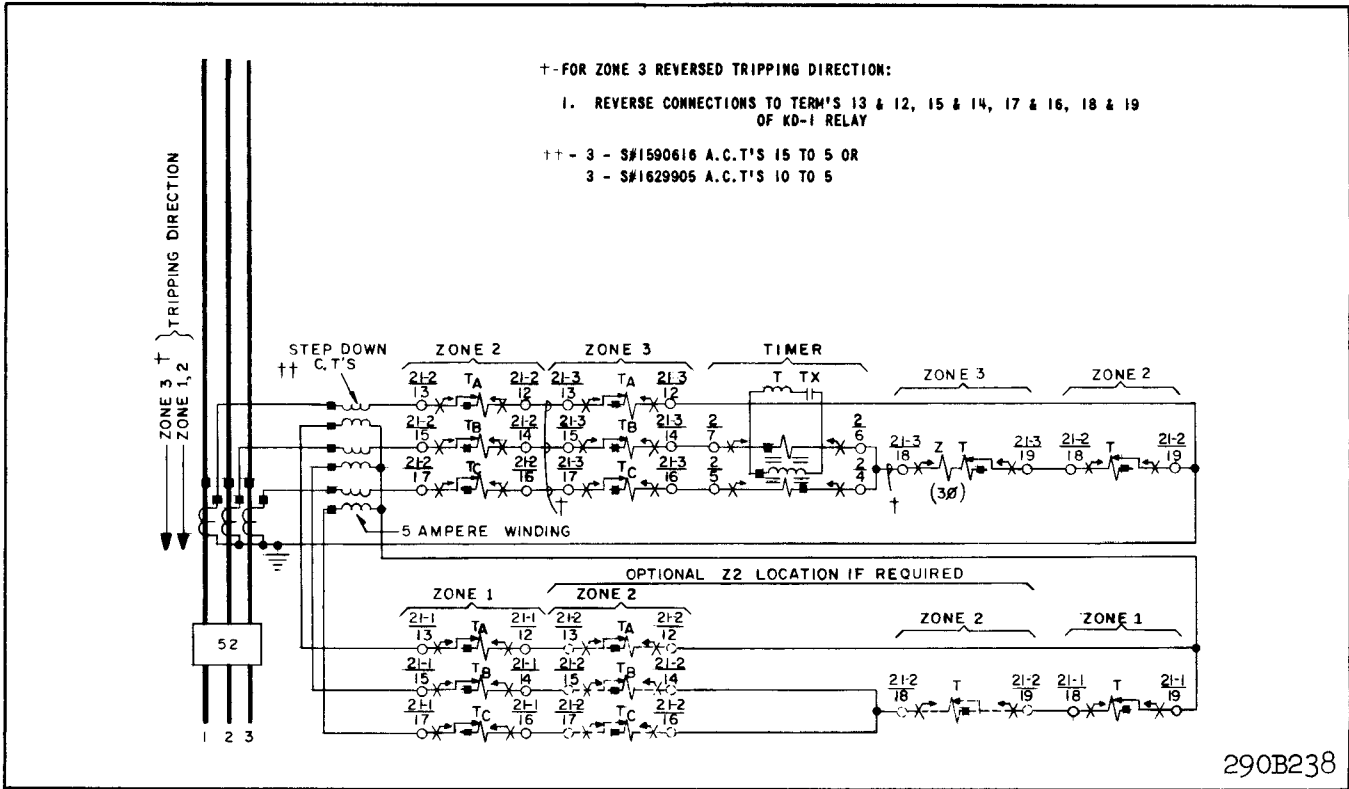 †-FOR ZONE 3 REVERSED TRIPPING DIRECTION:
1. REVERSE CONNECTIONS TO TERM'S 13 & 12, 15 & 14, 17 & 16, 18 & 19
OF KD-1 RELAY
†† - 3 - S#1590616 A.C.T'S 15 TO 5 OR
3 - S#1629905 A.C.T'S 10 TO 5
ZONE 3 †
ZONE 1,2
TRIPPING DIRECTION
STEP DOWN
†† C,T'S
ZONE 2
ZONE 3
TIMER
T TX
ZONE 3
ZONE 2
21-2 13 TA 21-2 12 21-3 13 TA 21-3 12
21-2 15 TB 21-2 14 21-3 15 TB 21-3 14 2 7 2 6
21-2 17 TC 21-2 16 21-3 17 TC 21-3 16 2 5 2 4
21-3 18 Z T 21-3 19 21-2 18 T 21-2 19
(3Ø)
†
†
5 AMPERE WINDING
OPTIONAL Z2 LOCATION IF REQUIRED
ZONE 1
ZONE 2
ZONE 2
ZONE 1
21-1 13 TA 21-1 12 21-2 13 TA 21-2 12
21-1 15 TB 21-1 14 21-2 15 TB 21-2 14
21-1 17 TC 21-1 16 21-2 17 TC 21-2 16
21-2 18 T 21-2 19 21-1 18 T 21-1 19
52
1 2 3
290B238